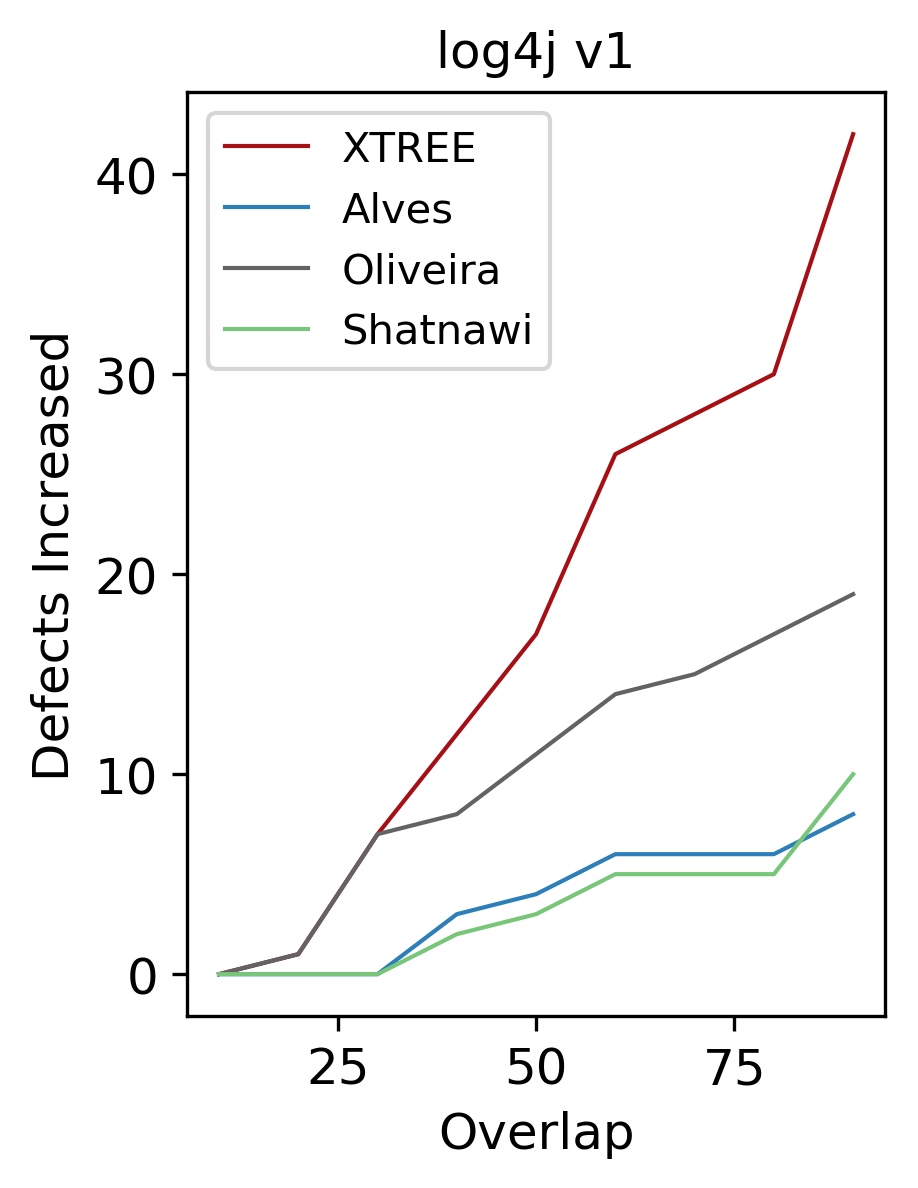 log4j v1
XTREE
Alves
Oliveira
Shatnawi
Defects Increased
40
30
20
10
0
25 50 75
Overlap